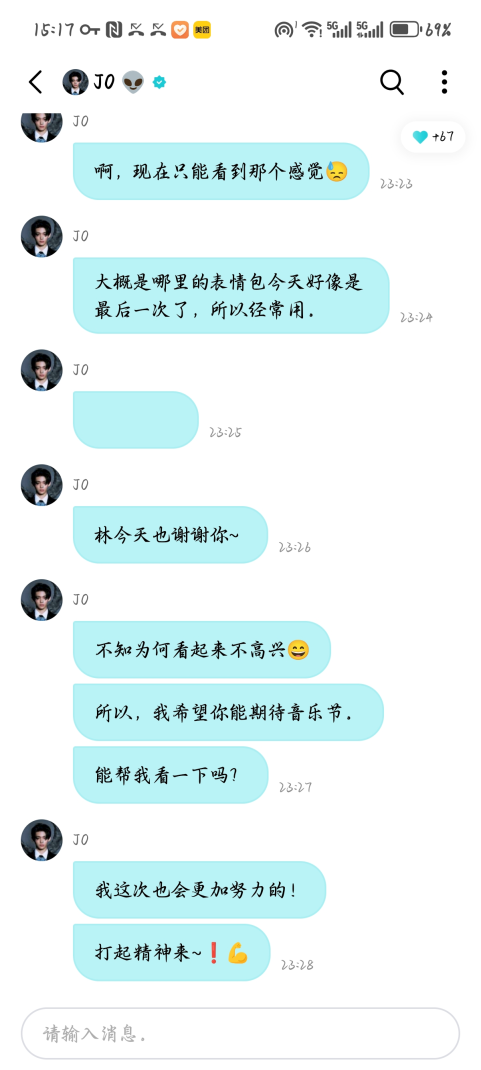 15:17 美团 5G 5G 69%
JO 👽
JO
+67
啊，现在只能看到那个感觉😓
23:23
JO
大概是哪里的表情包今天好像是
最后一次了，所以经常用.
23:24
JO
23:25
JO
林今天也谢谢你~
23:26
JO
不知为何看起来不高兴😄
所以，我希望你能期待音乐节.
能帮我看一下吗?
23:27
JO
我这次也会更加努力的!
打起精神来~❗💪
23:28
请输入消息.